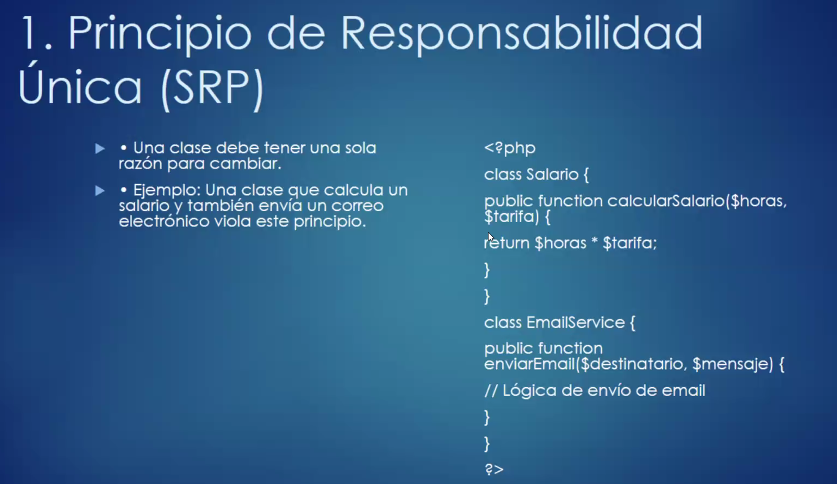 1. Principio de Responsabilidad
Única (SRP)
• Una clase debe tener una sola
razón para cambiar.
• Ejemplo: Una clase que calcula un
salario y también envía un correo
electrónico viola este principio.
<?php
class Salario {
public function calcularSalario($horas,
$tarifa) {
return $horas * $tarifa;
}
}
class EmailService {
public function
enviarEmail($destinatario, $mensaje) {
// Lógica de envío de email
}
}
?>